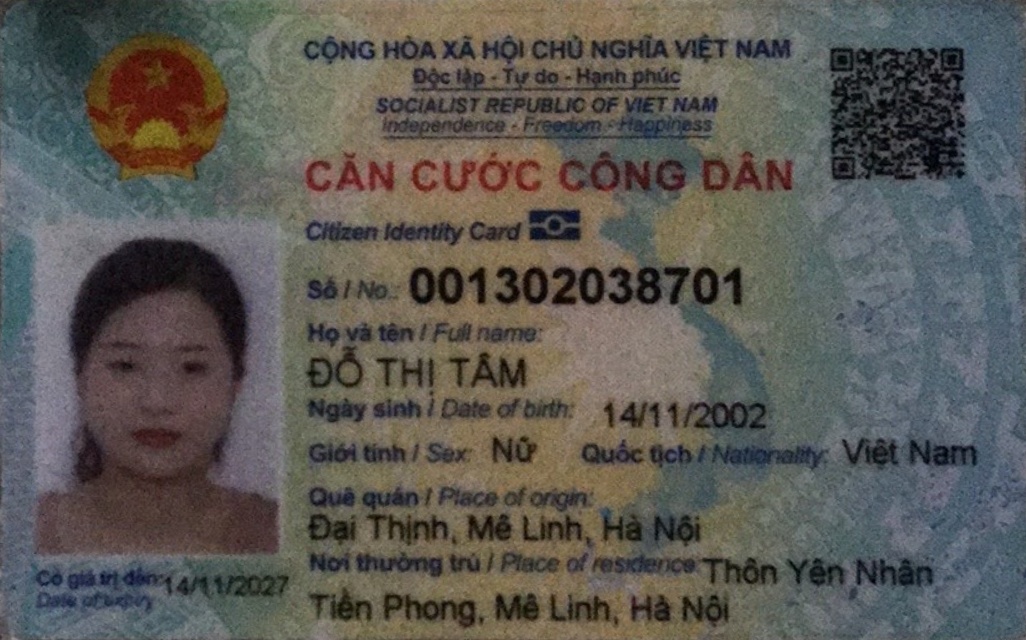 CỘNG HÒA XÃ HỘI CHỦ NGHĨA VIỆT NAM
Độc lập - Tự do - Hạnh phúc
SOCIALIST REPUBLIC OF VIET NAM
Independence - Freedom - Happiness
CĂN CƯỚC CÔNG DÂN
Citizen Identity Card
Số / No.: 001302038701
Họ và tên / Full name:
ĐỖ THỊ TÂM
Ngày sinh / Date of birth: 14/11/2002
Giới tính / Sex: Nữ Quốc tịch / Nationality: Việt Nam
Quê quán / Place of origin:
Đại Thịnh, Mê Linh, Hà Nội
Nơi thường trú / Place of residence: Thôn Yên Nhân
Tiền Phong, Mê Linh, Hà Nội
Có giá trị đến: 14/11/2027
Date of expiry